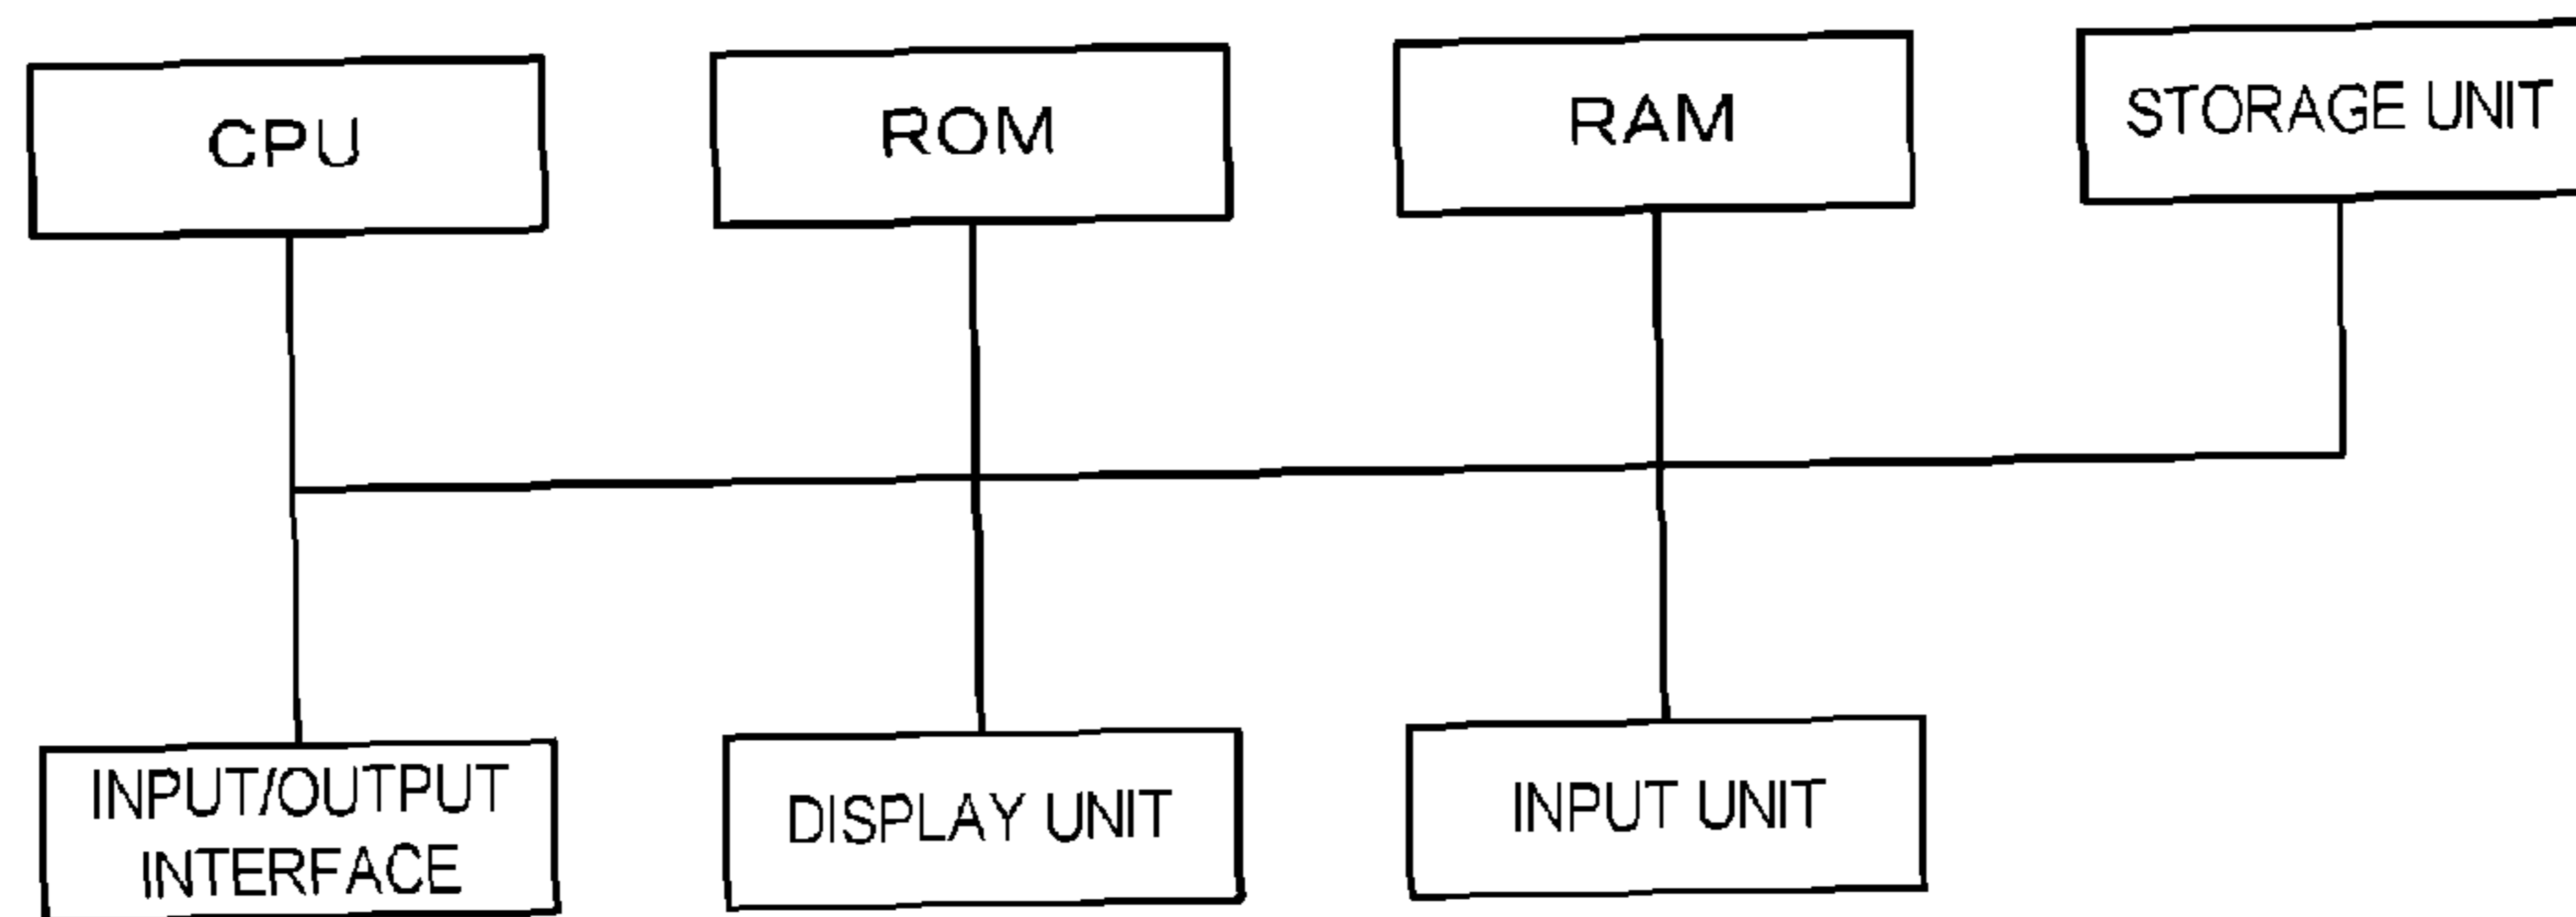 CPU
ROM
RAM
STORAGE UNIT
INPUT/OUTPUT
INTERFACE
DISPLAY UNIT
INPUT UNIT